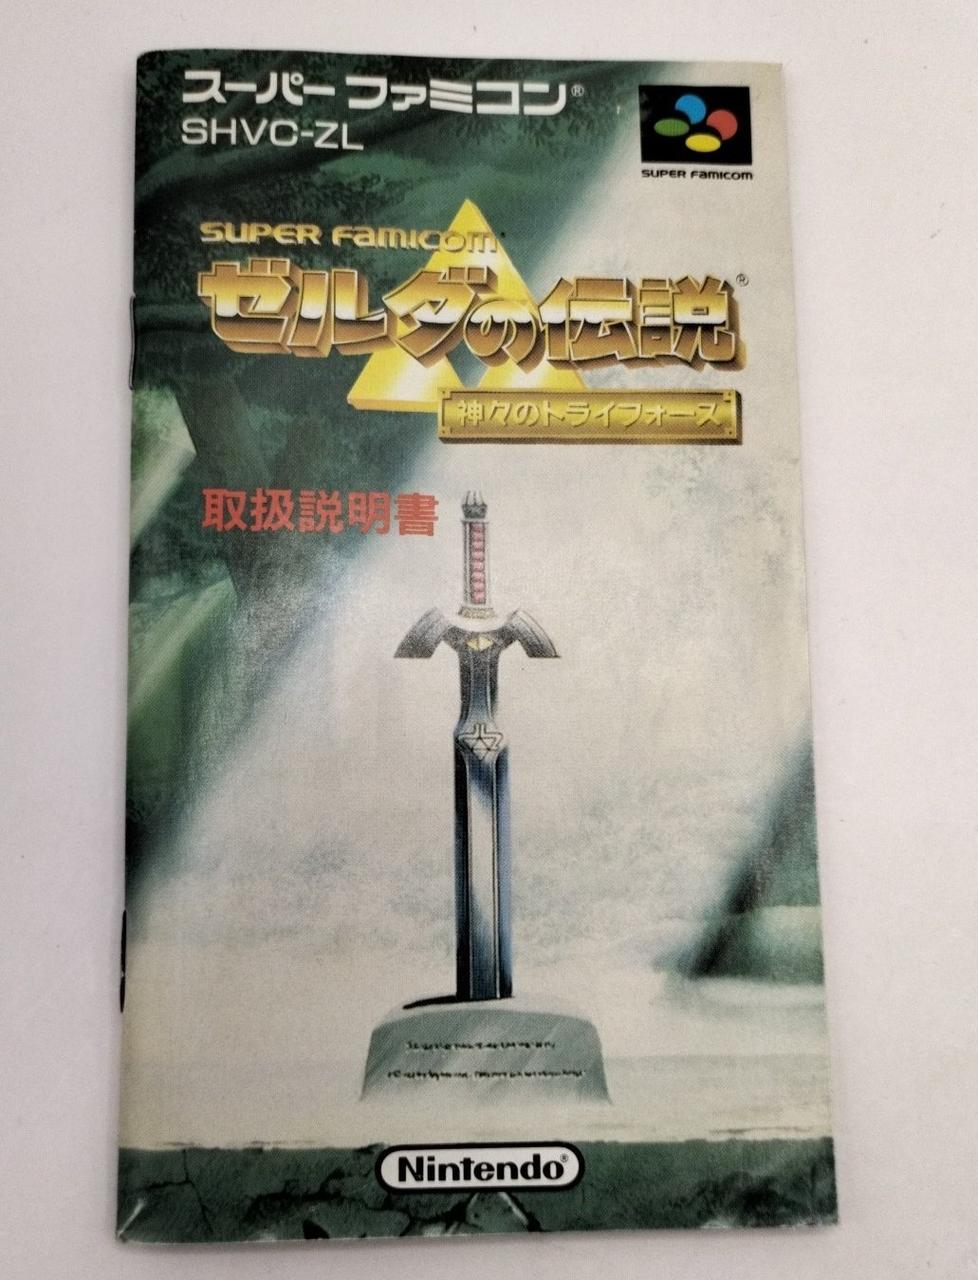 スーパーファミコン®
SHVC-ZL
SUPER FAMICOM
SUPER FAMICOM
ゼルダの伝説®
神々のトライフォース
取扱説明書
Nintendo®